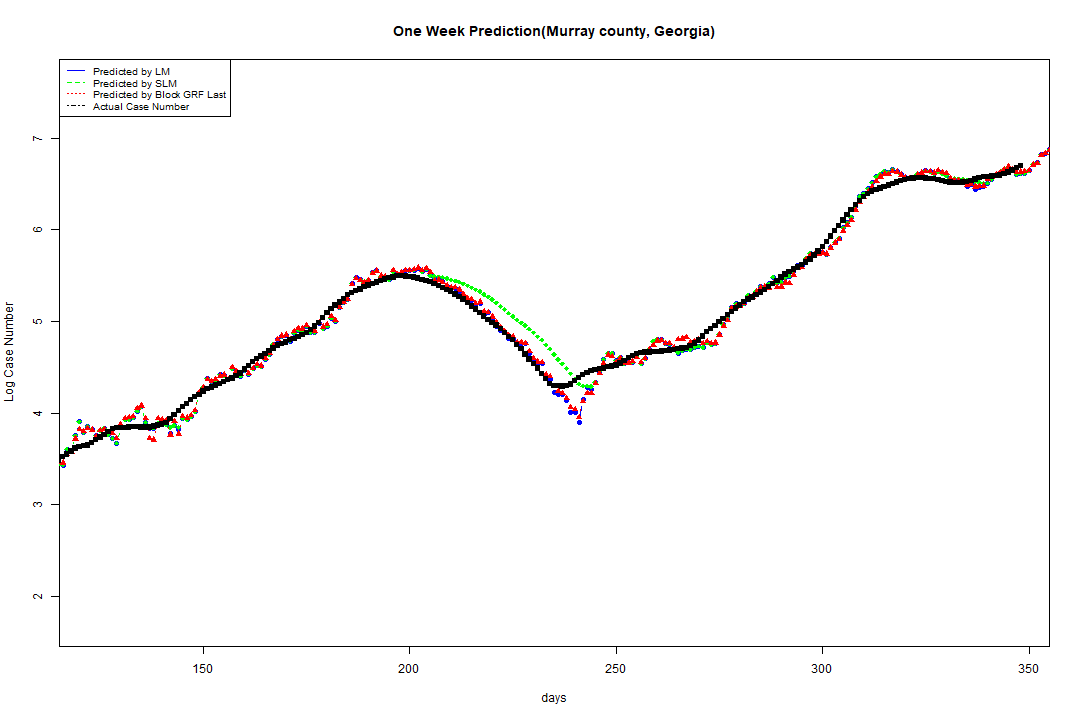 One Week Prediction(Murray county, Georgia)
Predicted by LM
Predicted by SLM
Predicted by Block GRF Last
Actual Case Number
7
6
5
4
3
2
Log Case Number
150 200 250 300 350
days